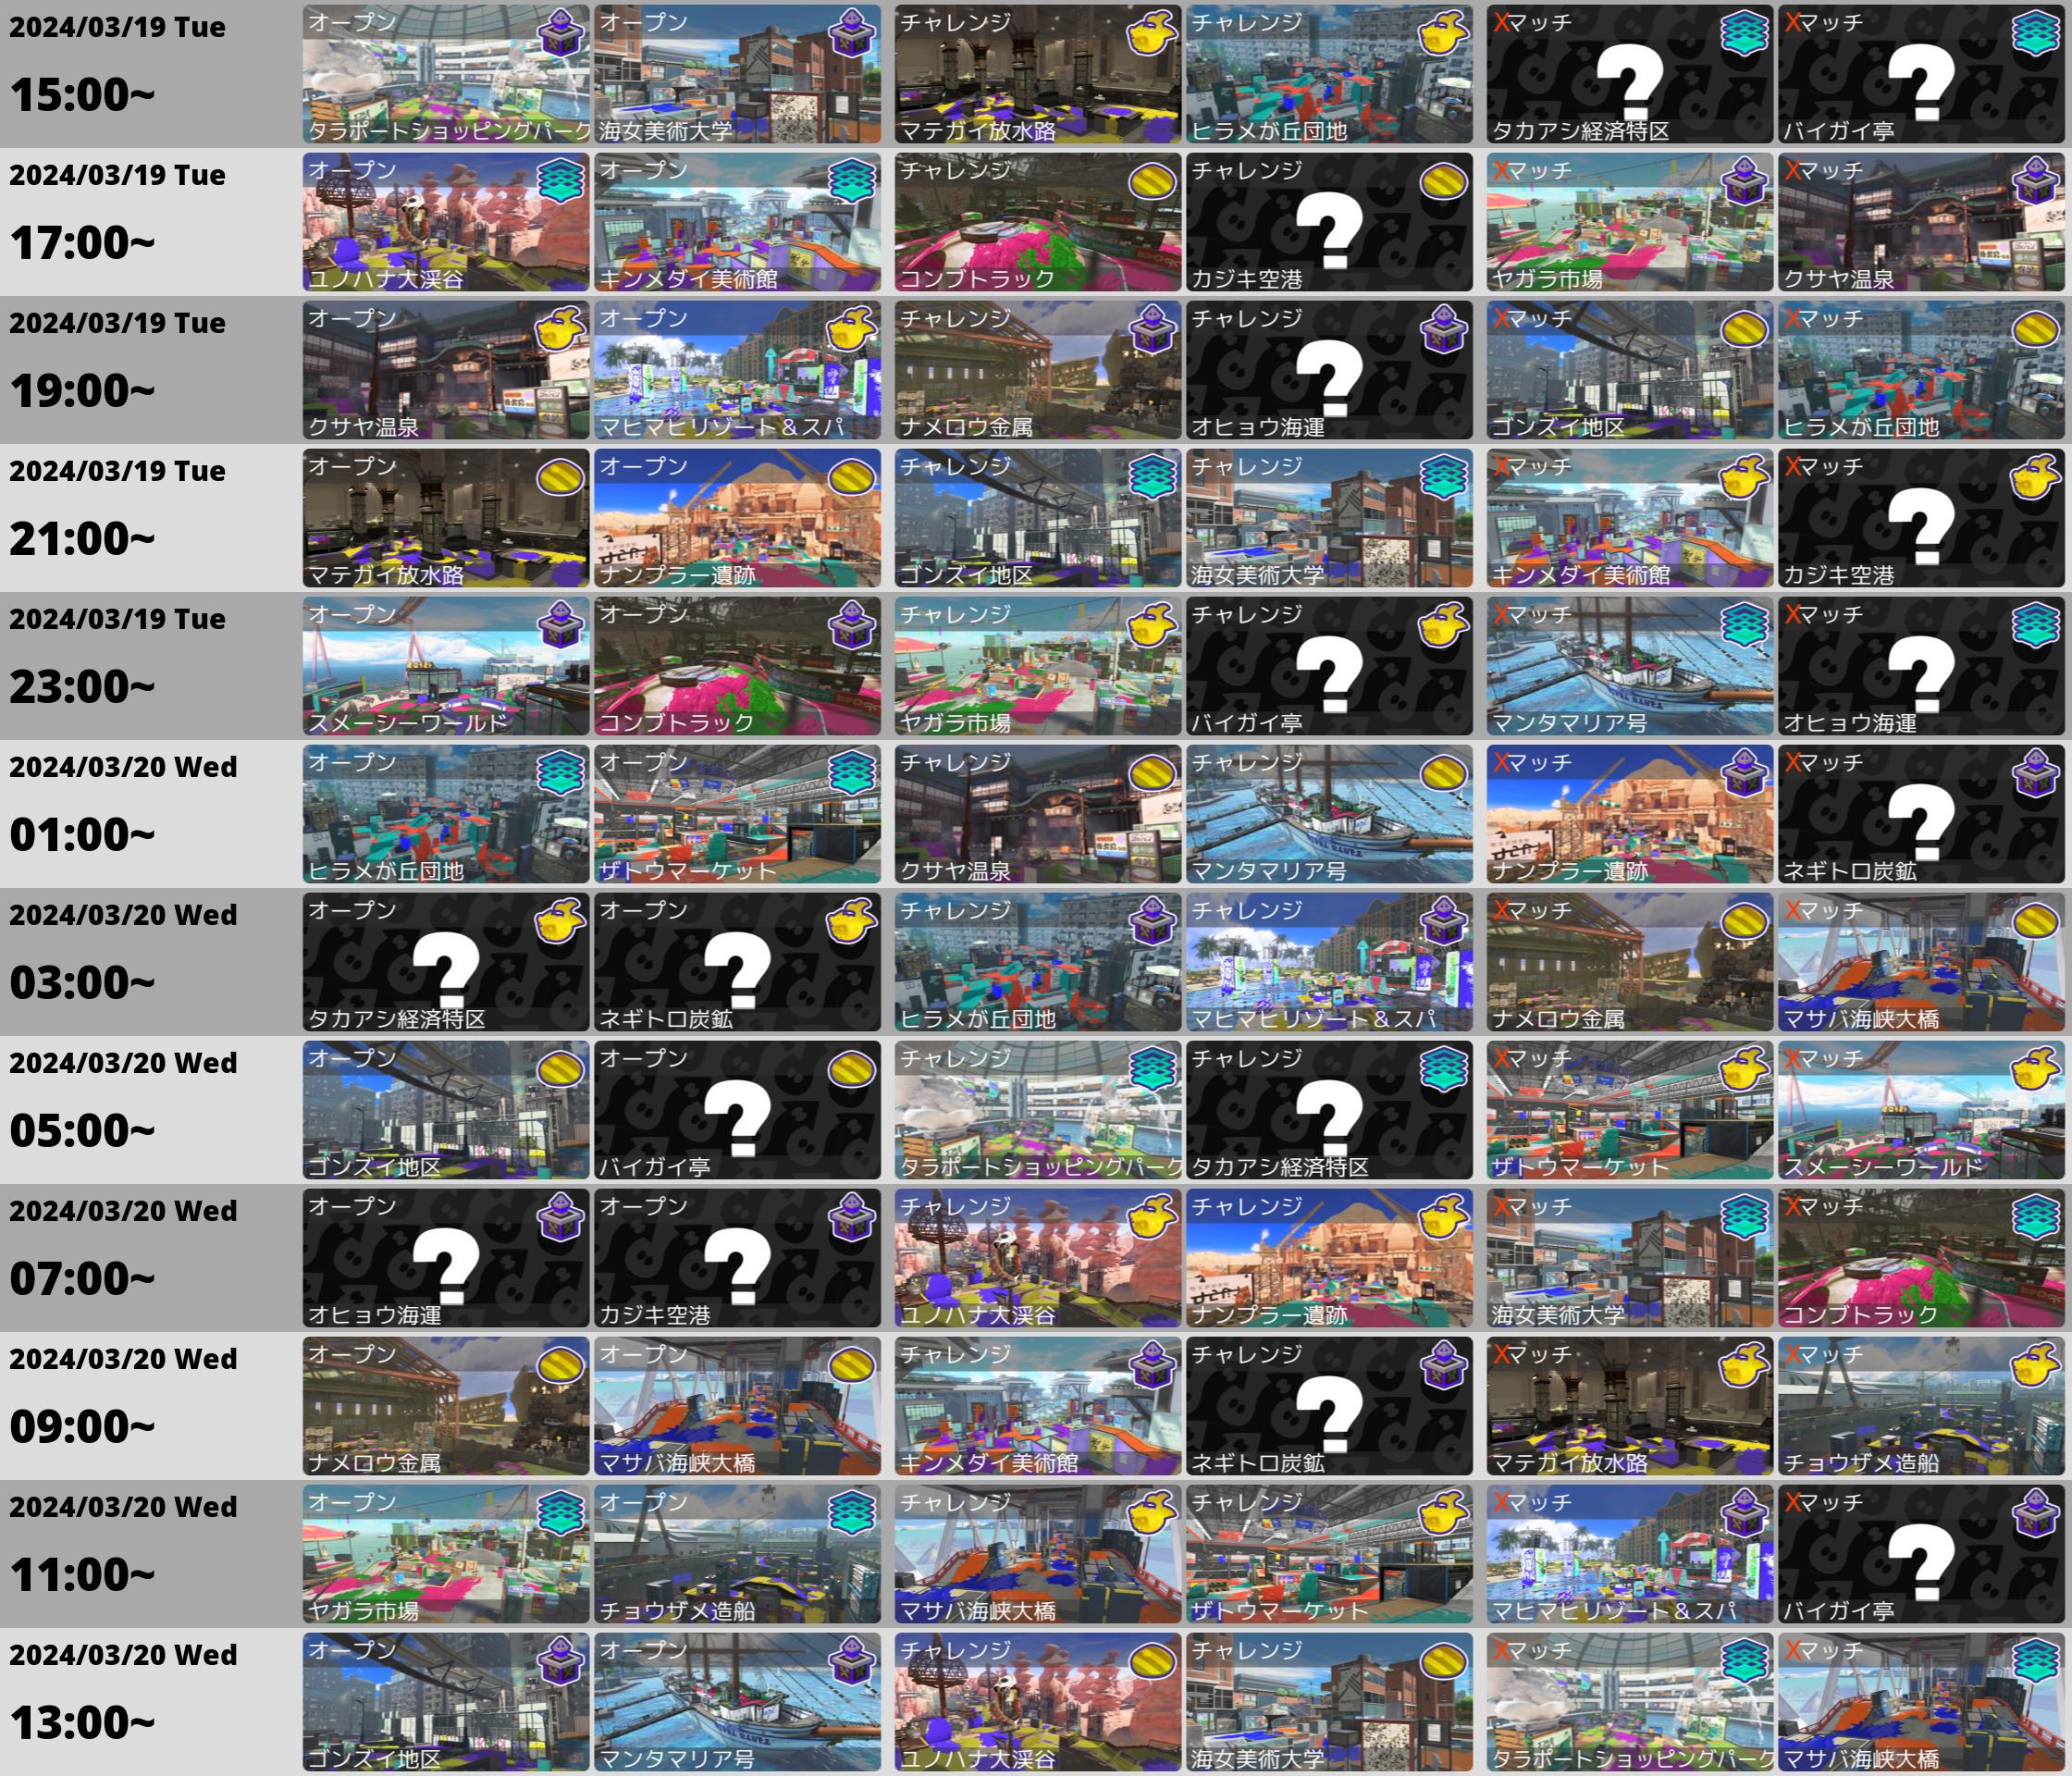 2024/03/19 Tue
15:00~
オープン
タラポートショッピングパーク
オープン
海女美術大学
チャレンジ
マテガイ放水路
チャレンジ
ヒラメが丘団地
Xマッチ
タカアシ経済特区
Xマッチ
バイガイ亭
2024/03/19 Tue
17:00~
オープン
ユノハナ大渓谷
オープン
キンメダイ美術館
チャレンジ
コンブトラック
チャレンジ
カジキ空港
Xマッチ
ヤガラ市場
Xマッチ
クサヤ温泉
2024/03/19 Tue
19:00~
オープン
クサヤ温泉
オープン
マヒマヒリゾート＆スパ
チャレンジ
ナメロウ金属
チャレンジ
オヒョウ海運
Xマッチ
ゴンズイ地区
Xマッチ
ヒラメが丘団地
2024/03/19 Tue
21:00~
オープン
マテガイ放水路
オープン
ナンプラー遺跡
チャレンジ
ゴンズイ地区
チャレンジ
海女美術大学
Xマッチ
キンメダイ美術館
Xマッチ
カジキ空港
2024/03/19 Tue
23:00~
オープン
スメーシーワールド
オープン
コンブトラック
チャレンジ
ヤガラ市場
チャレンジ
バイガイ亭
Xマッチ
マンタマリア号
Xマッチ
オヒョウ海運
2024/03/20 Wed
01:00~
オープン
ヒラメが丘団地
オープン
ザトウマーケット
チャレンジ
クサヤ温泉
チャレンジ
マンタマリア号
Xマッチ
ナンプラー遺跡
Xマッチ
ネギトロ炭鉱
2024/03/20 Wed
03:00~
オープン
タカアシ経済特区
オープン
ネギトロ炭鉱
チャレンジ
ヒラメが丘団地
チャレンジ
マヒマヒリゾート＆スパ
Xマッチ
ナメロウ金属
Xマッチ
マサバ海峡大橋
2024/03/20 Wed
05:00~
オープン
ゴンズイ地区
オープン
バイガイ亭
チャレンジ
タラポートショッピングパーク
チャレンジ
タカアシ経済特区
Xマッチ
ザトウマーケット
Xマッチ
スメーシーワールド
2024/03/20 Wed
07:00~
オープン
オヒョウ海運
オープン
カジキ空港
チャレンジ
ユノハナ大渓谷
チャレンジ
ナンプラー遺跡
Xマッチ
海女美術大学
Xマッチ
コンブトラック
2024/03/20 Wed
09:00~
オープン
ナメロウ金属
オープン
マサバ海峡大橋
チャレンジ
キンメダイ美術館
チャレンジ
ネギトロ炭鉱
Xマッチ
マテガイ放水路
Xマッチ
チョウザメ造船
2024/03/20 Wed
11:00~
オープン
ヤガラ市場
オープン
チョウザメ造船
チャレンジ
マサバ海峡大橋
チャレンジ
ザトウマーケット
Xマッチ
マヒマヒリゾート＆スパ
Xマッチ
バイガイ亭
2024/03/20 Wed
13:00~
オープン
ゴンズイ地区
オープン
マンタマリア号
チャレンジ
ユノハナ大渓谷
チャレンジ
海女美術大学
Xマッチ
タラポートショッピングパーク
Xマッチ
マサバ海峡大橋